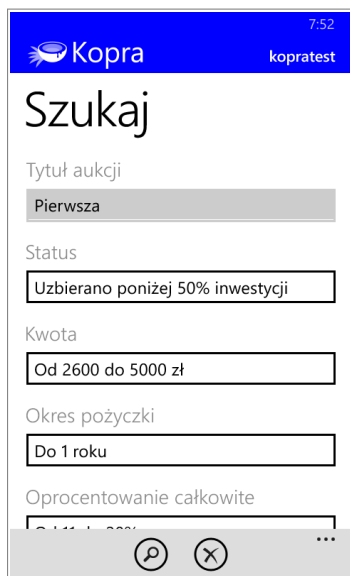 7:52
Kopra
kopratest
Szukaj
Tytuł aukcji
Pierwsza
Status
Uzbierano poniżej 50% inwestycji
Kwota
Od 2600 do 5000 zł
Okres pożyczki
Do 1 roku
Oprocentowanie całkowite